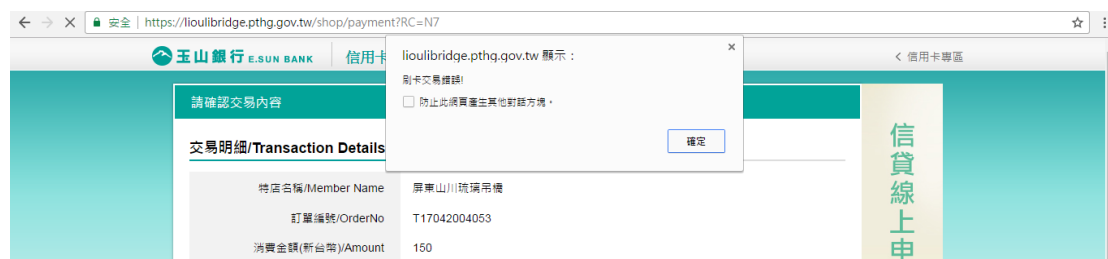 安全 | https://lioulibridge.pthg.gov.tw/shop/payment?RC=N7
玉山銀行 E.SUN BANK 信用卡
< 信用卡專區
lioulibridge.pthg.gov.tw 顯示：
刷卡交易錯誤!
防止此網頁產生其他對話方塊。
確定
請確認交易內容
交易明細/Transaction Details
特店名稱/Member Name 屏東山川琉璃吊橋
訂單編號/OrderNo T17042004053
消費金額(新台幣)/Amount 150
信貸線上申